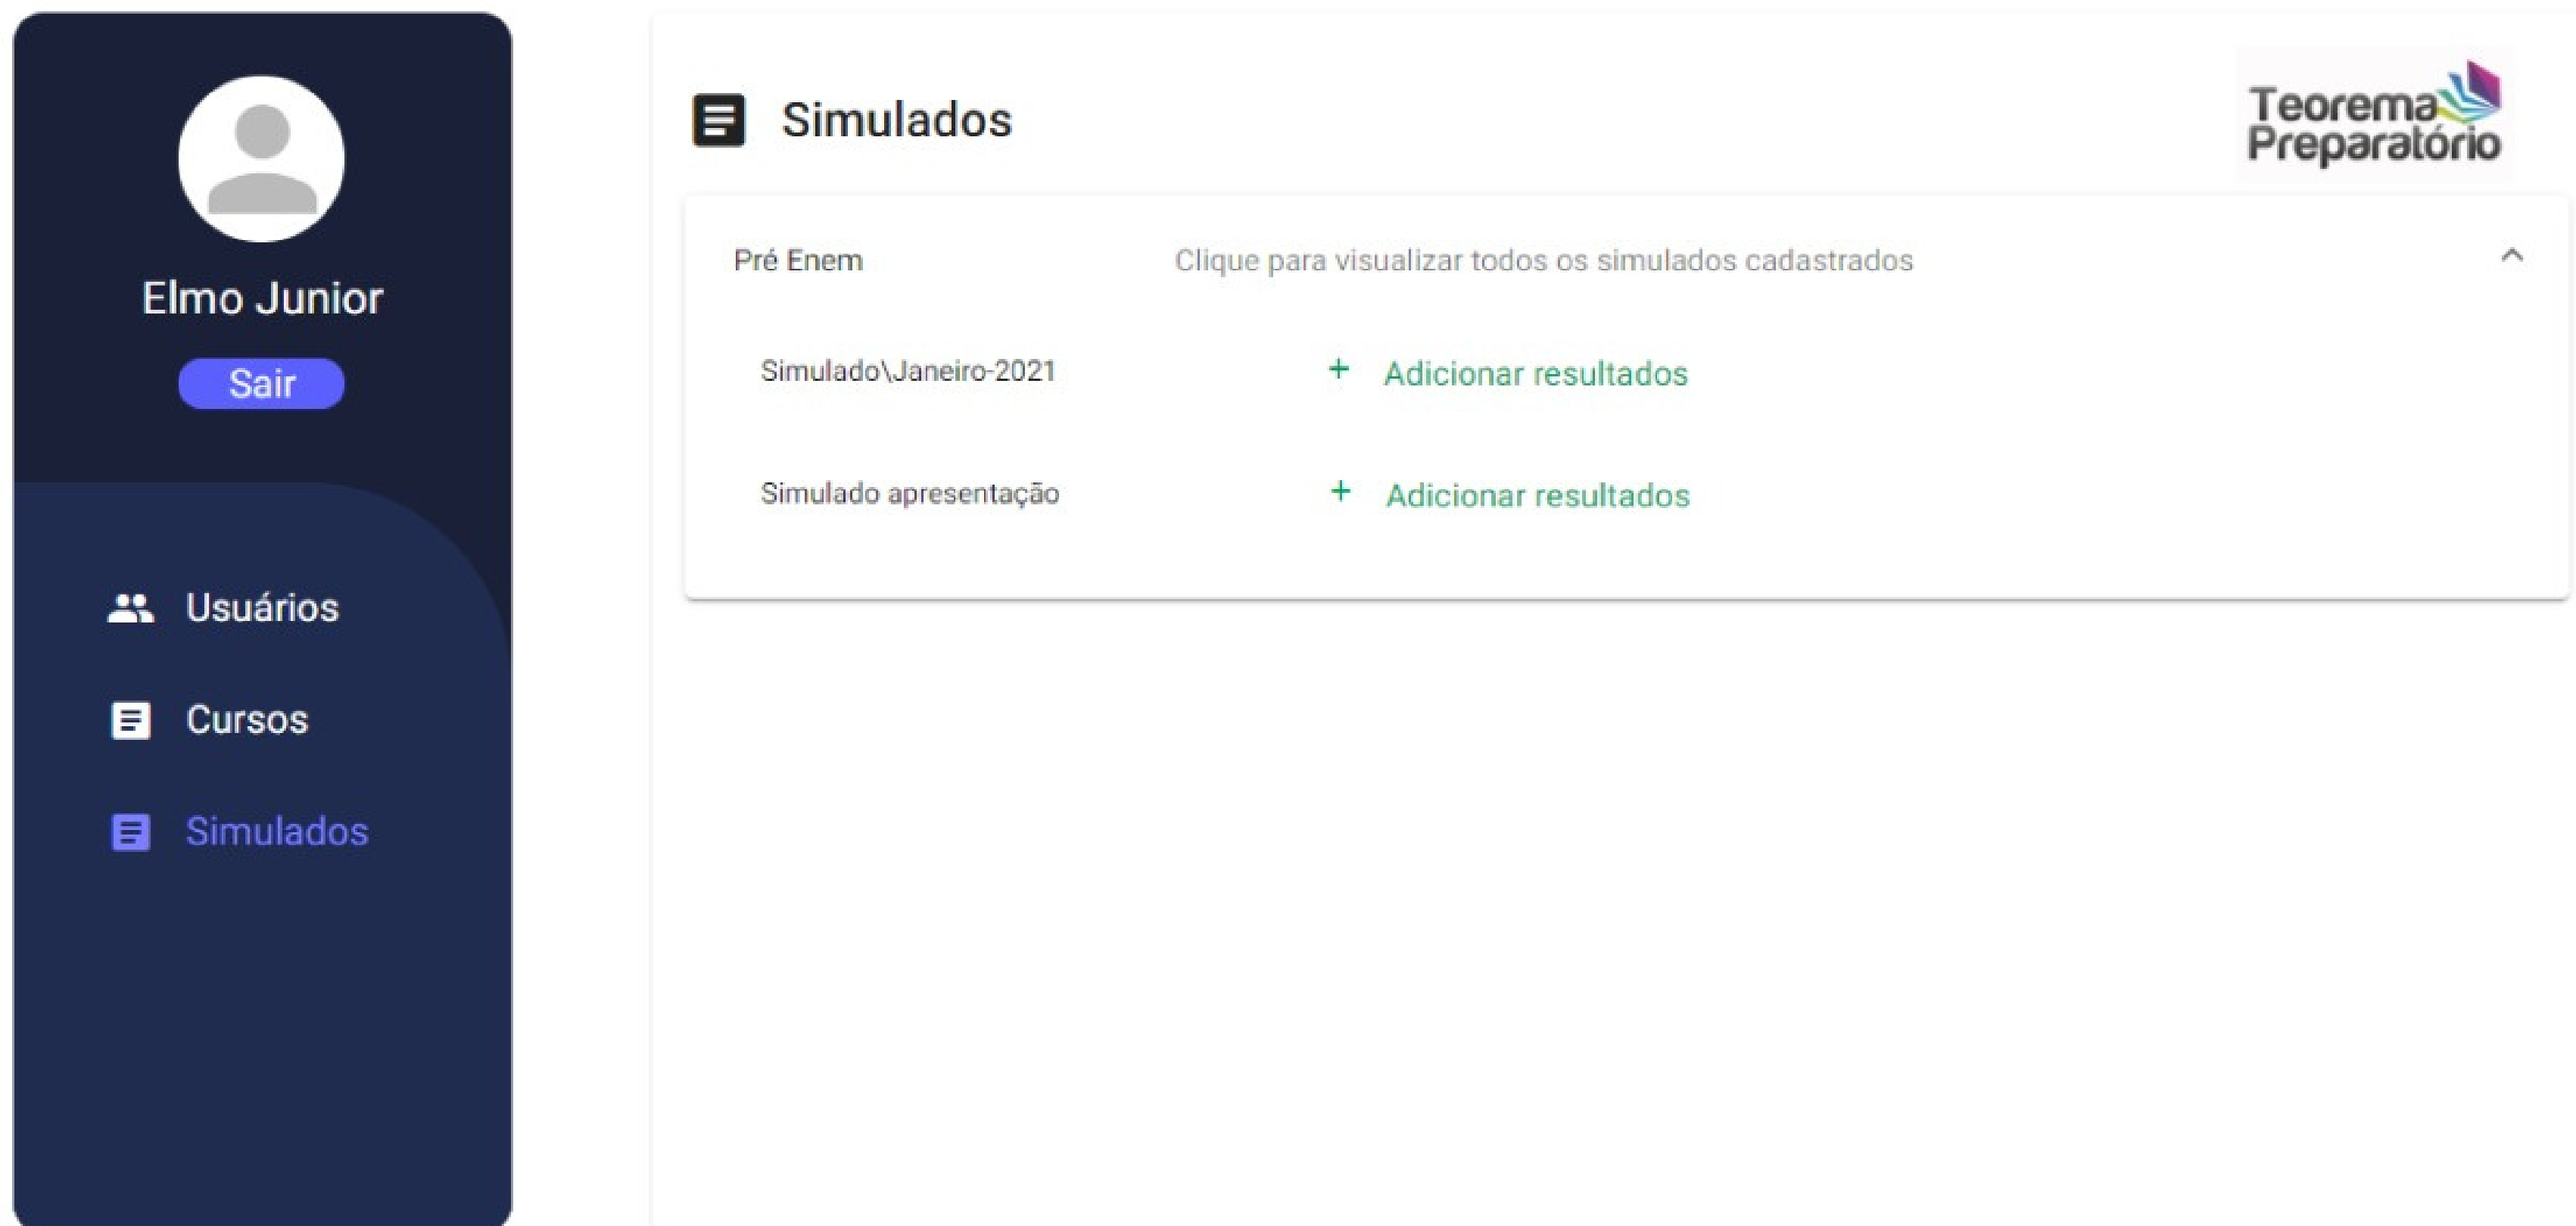 Elmo Junior
Sair
Usuários
Cursos
Simulados
Simulados
Teorema
Preparatório
Pré Enem Clique para visualizar todos os simulados cadastrados
Simulado\Janeiro-2021 + Adicionar resultados
Simulado apresentação + Adicionar resultados